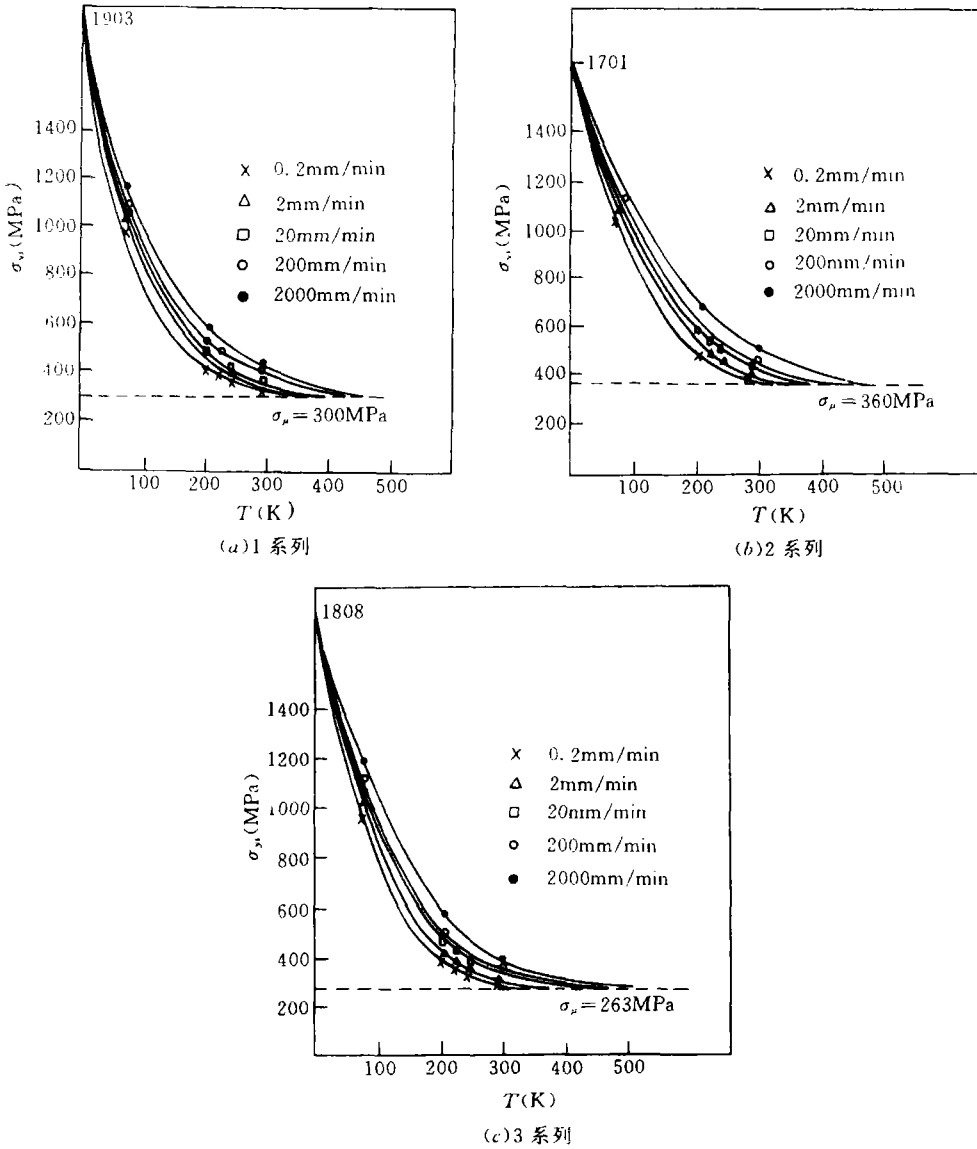 1903
1400
1200
1000
800
600
400
200
(MPa)
× 0.2mm/min
△ 2mm/min
□ 20mm/min
○ 200mm/min
● 2000mm/min
σμ=300MPa
100 200 300 400 500
T(K)
(a)1 系列
1701
1400
1200
1000
800
600
400
200
(MPa)
× 0.2mm/min
△ 2mm/min
□ 20mm/min
○ 200mm/min
● 2000mm/min
σμ=360MPa
100 200 300 400 500
T(K)
(b)2 系列
1808
1400
1200
1000
800
600
400
200
σys(MPa)
× 0.2mm/min
△ 2mm/min
□ 20mm/min
○ 200mm/min
● 2000mm/min
σμ=263MPa
100 200 300 400 500
T(K)
(c)3 系列